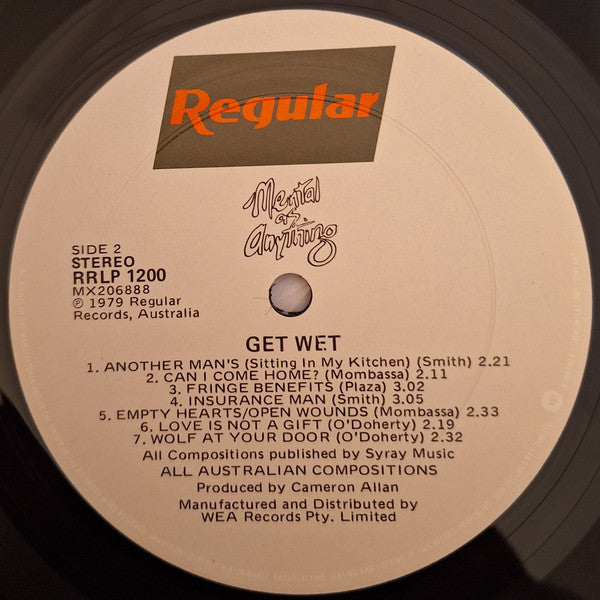 Regular
Mental
as
Anything
SIDE 2
STEREO
RRLP 1200
MX206888
℗ 1979 Regular
Records, Australia
GET WET
1. ANOTHER MAN'S (Sitting In My Kitchen) (Smith) 2.21
2. CAN I COME HOME? (Mombassa) 2.11
3. FRINGE BENEFITS (Plaza) 3.02
4. INSURANCE MAN (Smith) 3.05
5. EMPTY HEARTS/OPEN WOUNDS (Mombassa) 2.33
6. LOVE IS NOT A GIFT (O'Doherty) 2.19
7. WOLF AT YOUR DOOR (O'Doherty) 2.32
All Compositions published by Syray Music
ALL AUSTRALIAN COMPOSITIONS
Produced by Cameron Allan
Manufactured and Distributed by
WEA Records Pty. Limited